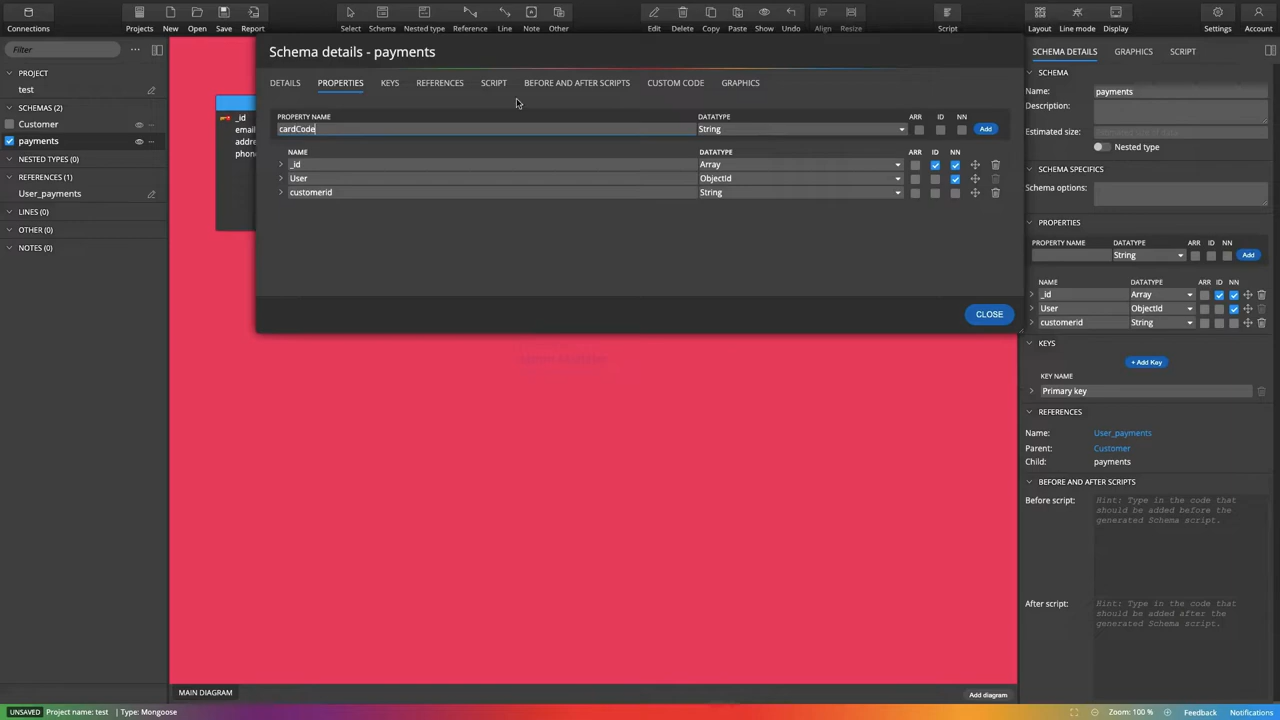 Connections Projects New Open Save Report Select Schema Nested type Reference Line Note Other Edit Delete Copy Paste Show Undo Align Resize Script Layout Line mode Display Settings Account
Filter
PROJECT
test
SCHEMAS (2)
Customer
payments
NESTED TYPES (0)
REFERENCES (1)
User_payments
LINES (0)
OTHER (0)
NOTES (0)
_id
email
addre
phon
Schema details - payments
DETAILS PROPERTIES KEYS REFERENCES SCRIPT BEFORE AND AFTER SCRIPTS CUSTOM CODE GRAPHICS
PROPERTY NAME DATATYPE ARR ID NN
cardCode String Add
NAME DATATYPE ARR ID NN
_id Array
User ObjectId
customerid String
CLOSE
SCHEMA DETAILS GRAPHICS SCRIPT
SCHEMA
Name: payments
Description:
Estimated size:
Nested type
SCHEMA SPECIFICS
Schema options:
PROPERTIES
PROPERTY NAME DATATYPE ARR ID NN
String Add
NAME DATATYPE ARR ID NN
_id Array
User ObjectId
customerid String
KEYS
+ Add Key
KEY NAME
Primary key
REFERENCES
Name: User_payments
Parent: Customer
Child: payments
BEFORE AND AFTER SCRIPTS
Before script: Hint: Type in the code that
should be added before the
generated Schema script.
After script: Hint: Type in the code that
should be added after the
generated Schema script.
MAIN DIAGRAM Add diagram
UNSAVED Project name: test | Type: Mongoose Zoom: 100 % Feedback Notifications